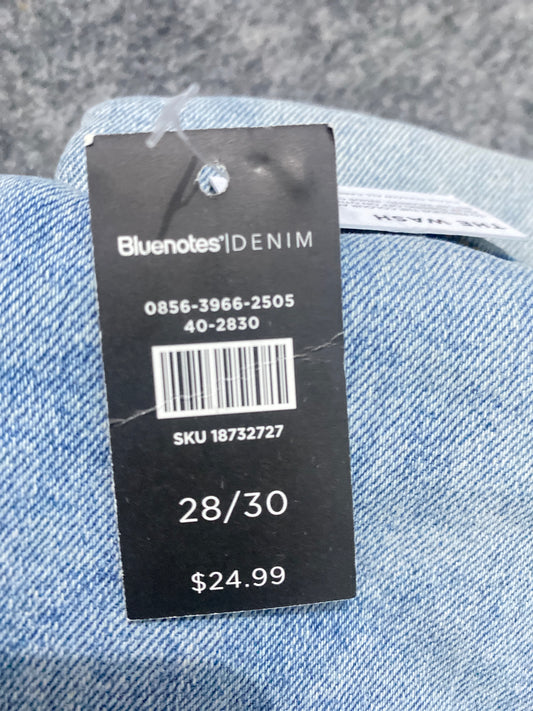 Bluenotes|DENIM
0856-3966-2505
40-2830
SKU 18732727
28/30
$24.99
THE WASH